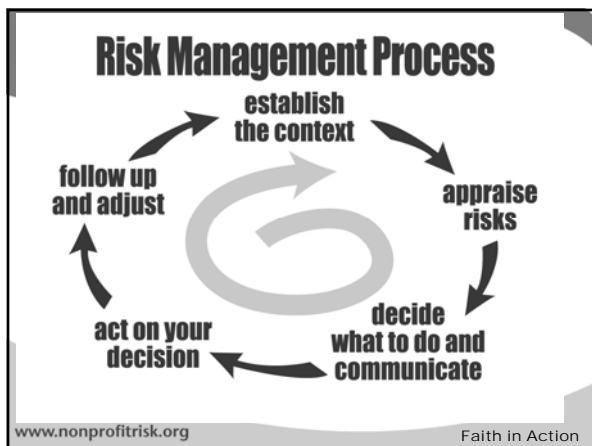 Risk Management Process
establish
the context
appraise
risks
decide
what to do and
communicate
act on your
decision
follow up
and adjust
www.nonprofitrisk.org
Faith in Action